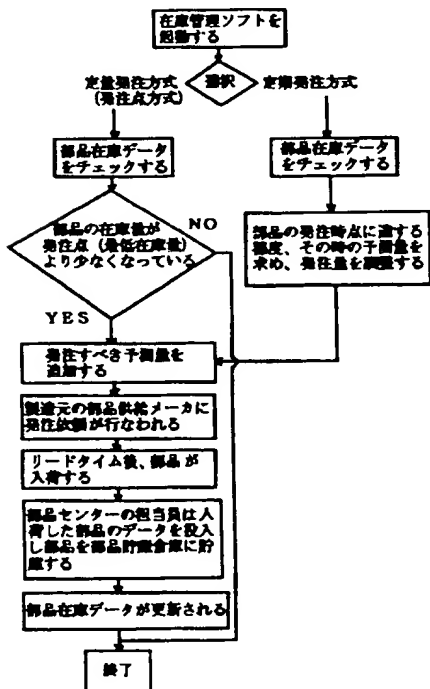 在庫管理ソフトを
起動する
選択
定量発注方式
(発注点方式)
定期発注方式
部品在庫データ
をチェックする
部品在庫データ
をチェックする
部品の在庫量が
発注点(最低在庫量)
より少なくなっている
NO
YES
部品の発注時点に達する
都度、その時の予測量を
求め、発注量を調整する
発注すべき予測量を
追加する
製造元の部品供給メーカに
発注依頼が行なわれる
リードタイム後、部品が
入荷する
部品センターの担当員は入
荷した部品のデータを投入
し部品を部品貯蔵倉庫に貯
蔵する
部品在庫データが更新される
終了